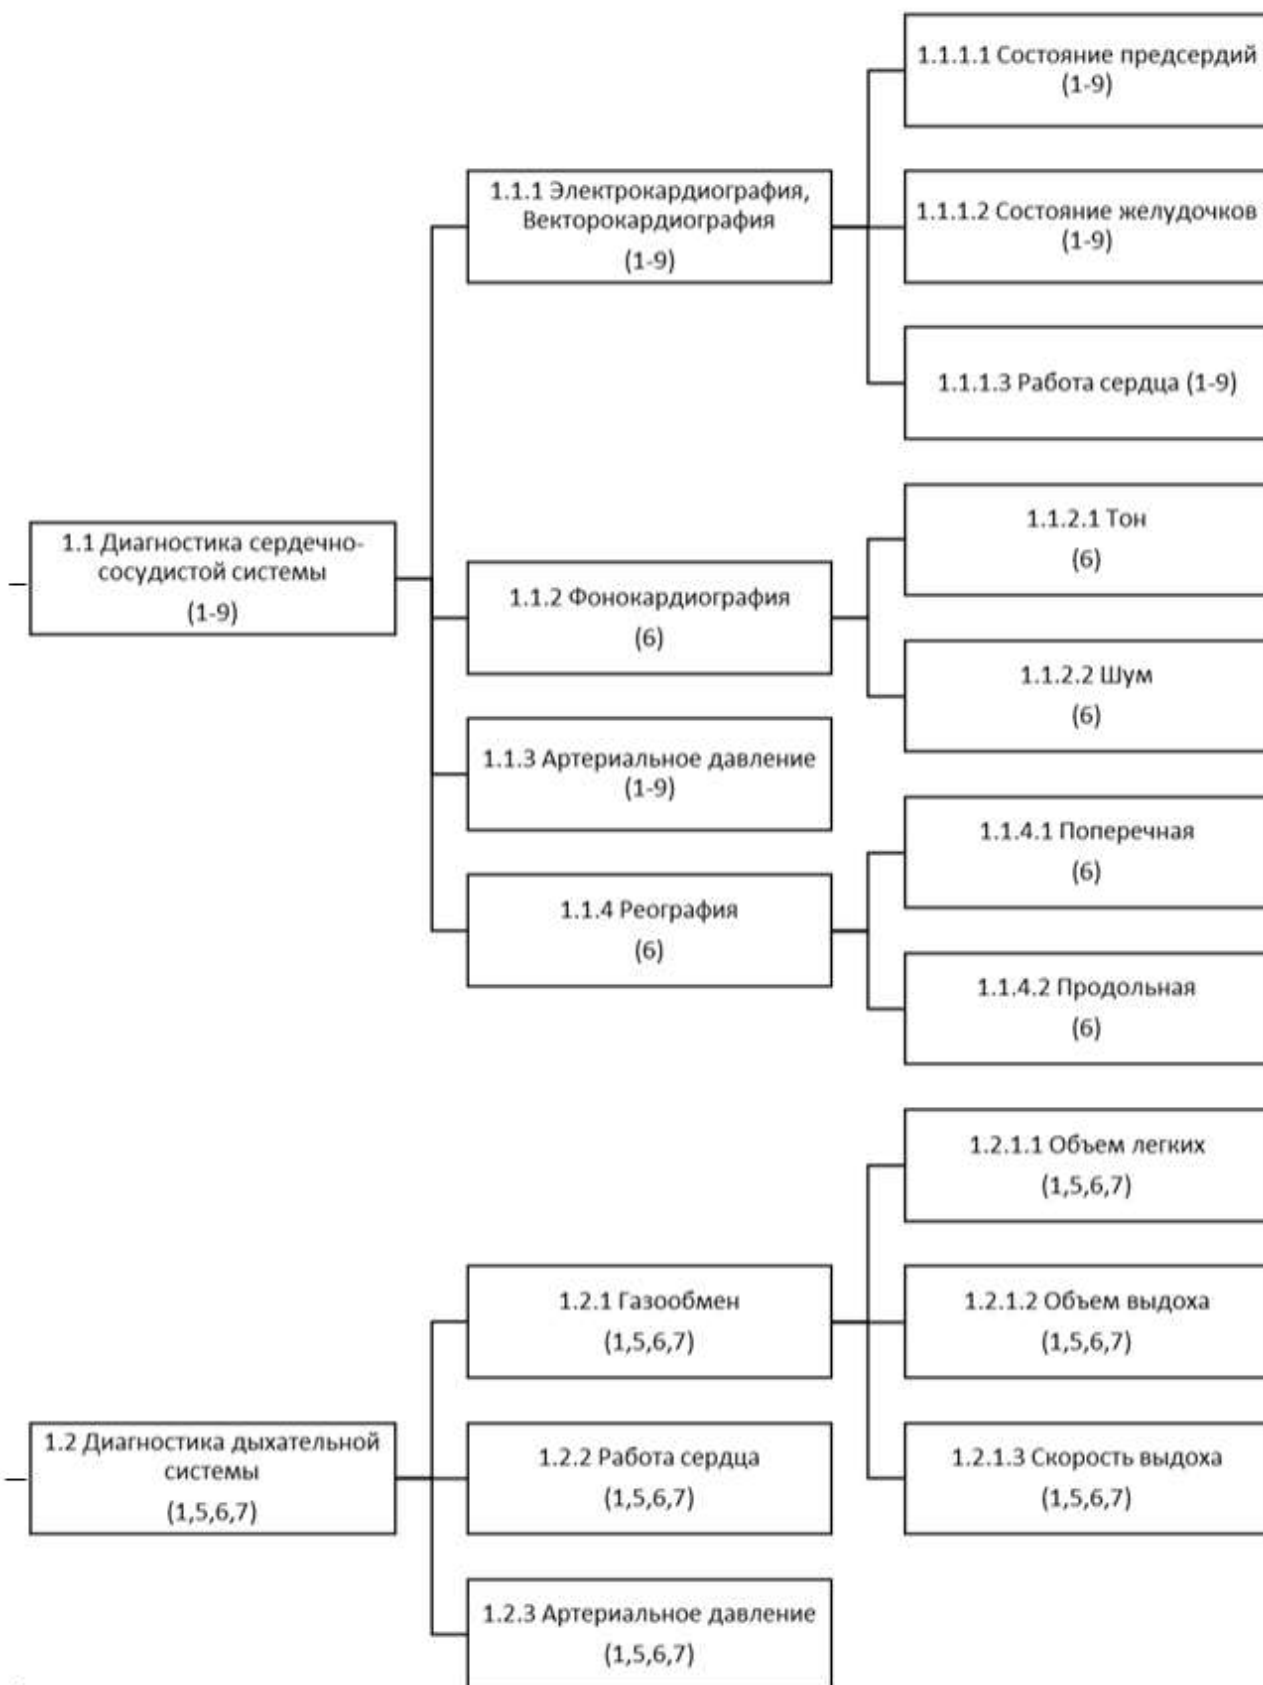 1.1 Диагностика сердечно-
сосудистой системы
(1-9)
1.1.1 Электрокардиография,
Векторокардиография
(1-9)
1.1.1.1 Состояние предсердий
(1-9)
1.1.1.2 Состояние желудочков
(1-9)
1.1.1.3 Работа сердца (1-9)
1.1.2 Фонокардиография
(6)
1.1.2.1 Тон
(6)
1.1.2.2 Шум
(6)
1.1.3 Артериальное давление
(1-9)
1.1.4 Реография
(6)
1.1.4.1 Поперечная
(6)
1.1.4.2 Продольная
(6)
1.2 Диагностика дыхательной
системы
(1,5,6,7)
1.2.1 Газообмен
(1,5,6,7)
1.2.1.1 Объем легких
(1,5,6,7)
1.2.1.2 Объем выдоха
(1,5,6,7)
1.2.1.3 Скорость выдоха
(1,5,6,7)
1.2.2 Работа сердца
(1,5,6,7)
1.2.3 Артериальное давление
(1,5,6,7)